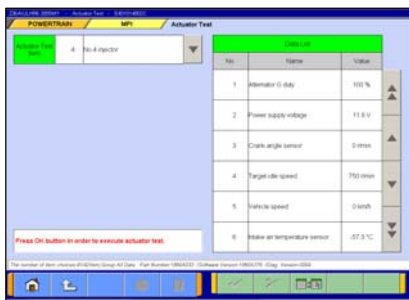 POWERTRAIN
MPI
Actuator Test
Actuator Test Item
4
No.4 injector
Data List
No.
Name
Value
1
Alternator G duty
100 %
2
Power supply voltage
11.8 V
3
Crank angle sensor
0 r/min
4
Target idle speed
750 r/min
5
Vehicle speed
0 km/h
6
Intake air temperature sensor
-57.5 °C
Press OK button in order to execute actuator test.